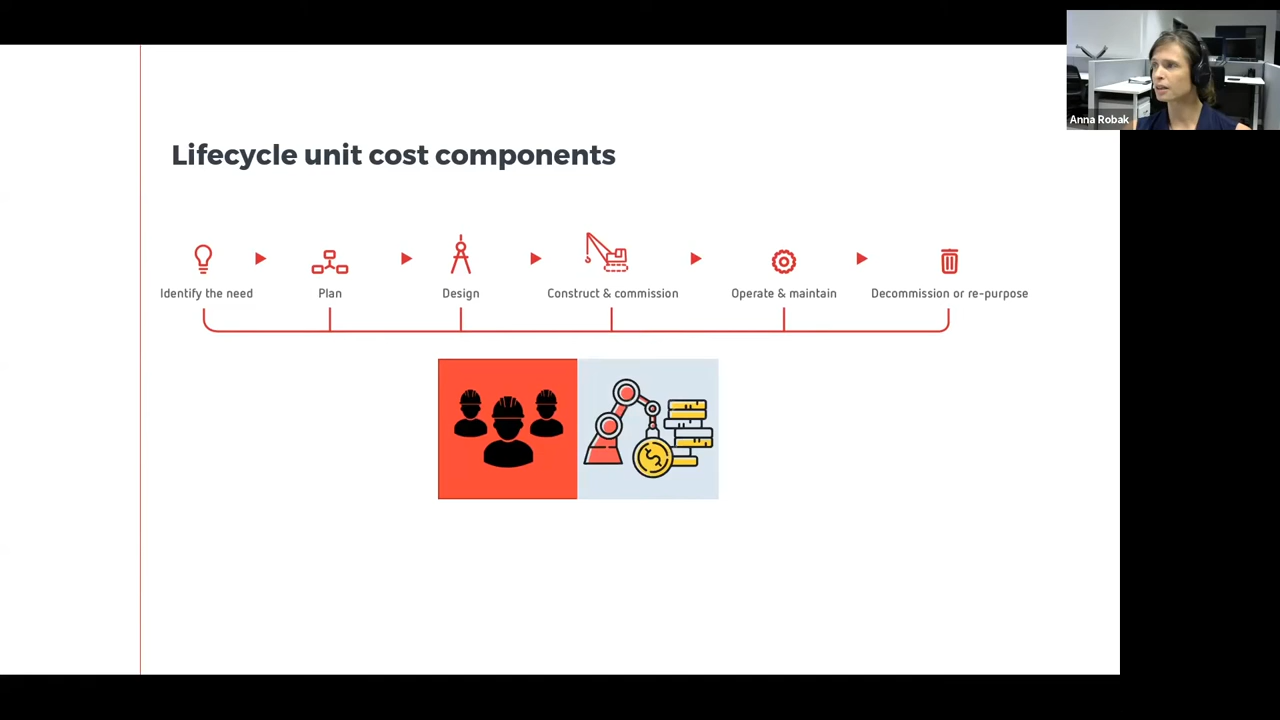 Anna Robak
Lifecycle unit cost components
Identify the need
Plan
Design
Construct & commission
Operate & maintain
Decommission or re-purpose